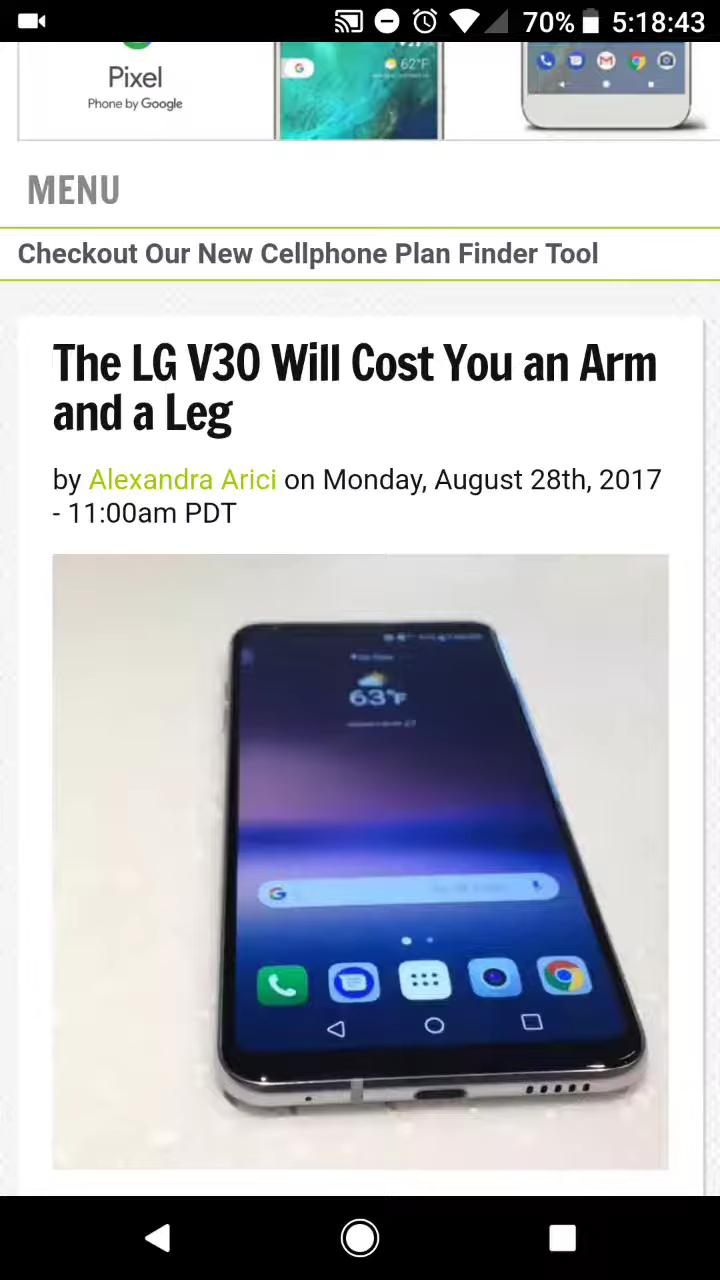 70% 5:18:43
Pixel
Phone by Google
62°F
MENU
Checkout Our New Cellphone Plan Finder Tool
The LG V30 Will Cost You an Arm
and a Leg
by Alexandra Arici on Monday, August 28th, 2017
- 11:00am PDT
63°F